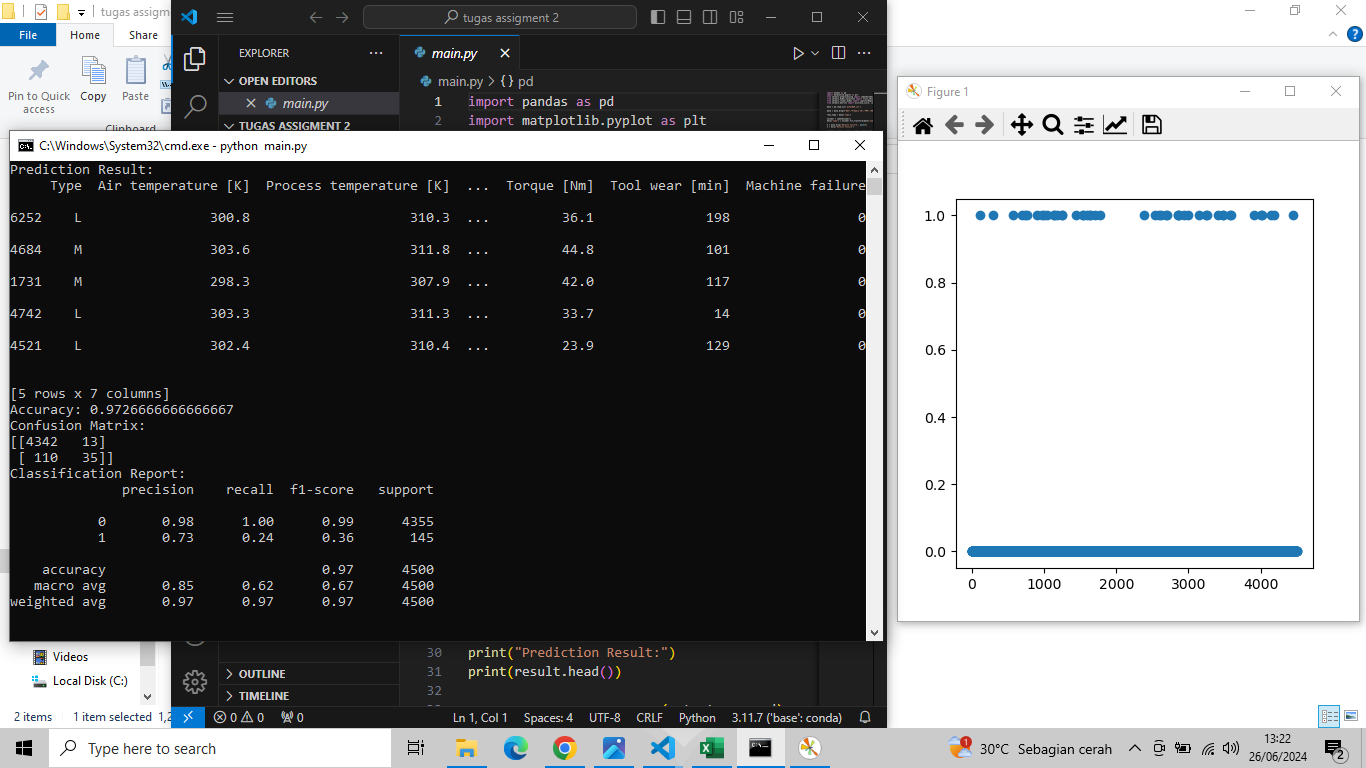 tugas assigm
File Home Share
Pin to Quick access
Copy
Paste
Clipboard
tugas assigment 2
EXPLORER
OPEN EDITORS
main.py
TUGAS ASSIGMENT 2
main.py
main.py > {} pd
1 import pandas as pd
2 import matplotlib.pyplot as plt
C:\Windows\System32\cmd.exe - python main.py
Prediction Result:
Type Air temperature [K] Process temperature [K] ... Torque [Nm] Tool wear [min] Machine failure
6252 L 300.8 310.3 ... 36.1 198 0
4684 M 303.6 311.8 ... 44.8 101 0
1731 M 298.3 307.9 ... 42.0 117 0
4742 L 303.3 311.3 ... 33.7 14 0
4521 L 302.4 310.4 ... 23.9 129 0
[5 rows x 7 columns]
Accuracy: 0.9726666666666667
Confusion Matrix:
[[4342 13]
[ 110 35]]
Classification Report:
precision recall f1-score support
0 0.98 1.00 0.99 4355
1 0.73 0.24 0.36 145
accuracy 0.97 4500
macro avg 0.85 0.62 0.67 4500
weighted avg 0.97 0.97 0.97 4500
30 print("Prediction Result:")
31 print(result.head())
32
OUTLINE
TIMELINE
Videos
Local Disk (C:)
2 items 1 item selected 1,2
0 0 0
Ln 1, Col 1 Spaces: 4 UTF-8 CRLF Python 3.11.7 ('base': conda)
Figure 1
1.0
0.8
0.6
0.4
0.2
0.0
0 1000 2000 3000 4000
Type here to search
1
30°C Sebagian cerah
13:22
26/06/2024
2